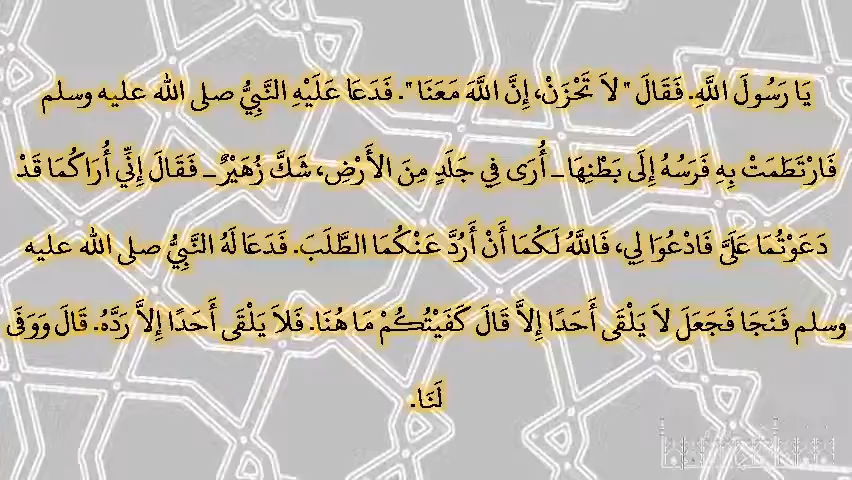 يَا رَسُولَ اللَّهِ. فَقَالَ " لاَ تَحْزَنْ، إِنَّ اللَّهَ مَعَنَا ". فَدَعَا عَلَيْهِ النَّبِيُّ صلى الله عليه وسلم
فَارْتَطَمَتْ بِهِ فَرَسُهُ إِلَى بَطْنِهَا ـ أُرَى فِي جَلَدٍ مِنَ الأَرْضِ، شَكَّ زُهَيْرٌ ـ فَقَالَ إِنِّي أُرَاكُمَا قَدْ
دَعَوْتُمَا عَلَىَّ فَادْعُوَا لِي، فَاللَّهُ لَكُمَا أَنْ أَرُدَّ عَنْكُمَا الطَّلَبَ. فَدَعَا لَهُ النَّبِيُّ صلى الله عليه
وسلم فَنَجَا فَجَعَلَ لاَ يَلْقَى أَحَدًا إِلاَّ قَالَ كَفَيْتُكُمْ مَا هُنَا. فَلاَ يَلْقَى أَحَدًا إِلاَّ رَدَّهُ. قَالَ وَوَفَى
لَنَا.